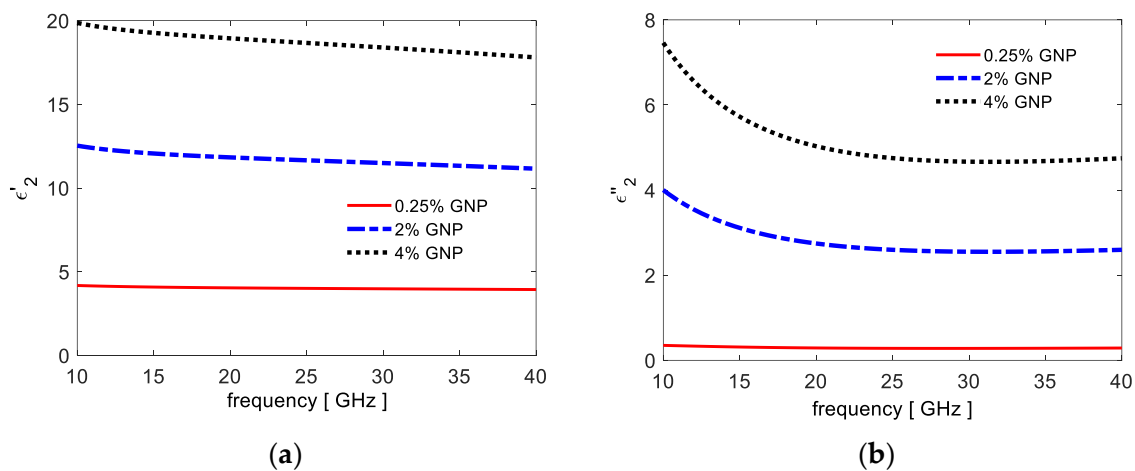 20
15
10
5
0
ϵ'₂
0.25% GNP
2% GNP
4% GNP
10 15 20 25 30 35 40
frequency [ GHz ]
(a)
8
6
4
2
0
ϵ"₂
0.25% GNP
2% GNP
4% GNP
10 15 20 25 30 35 40
frequency [ GHz ]
(b)